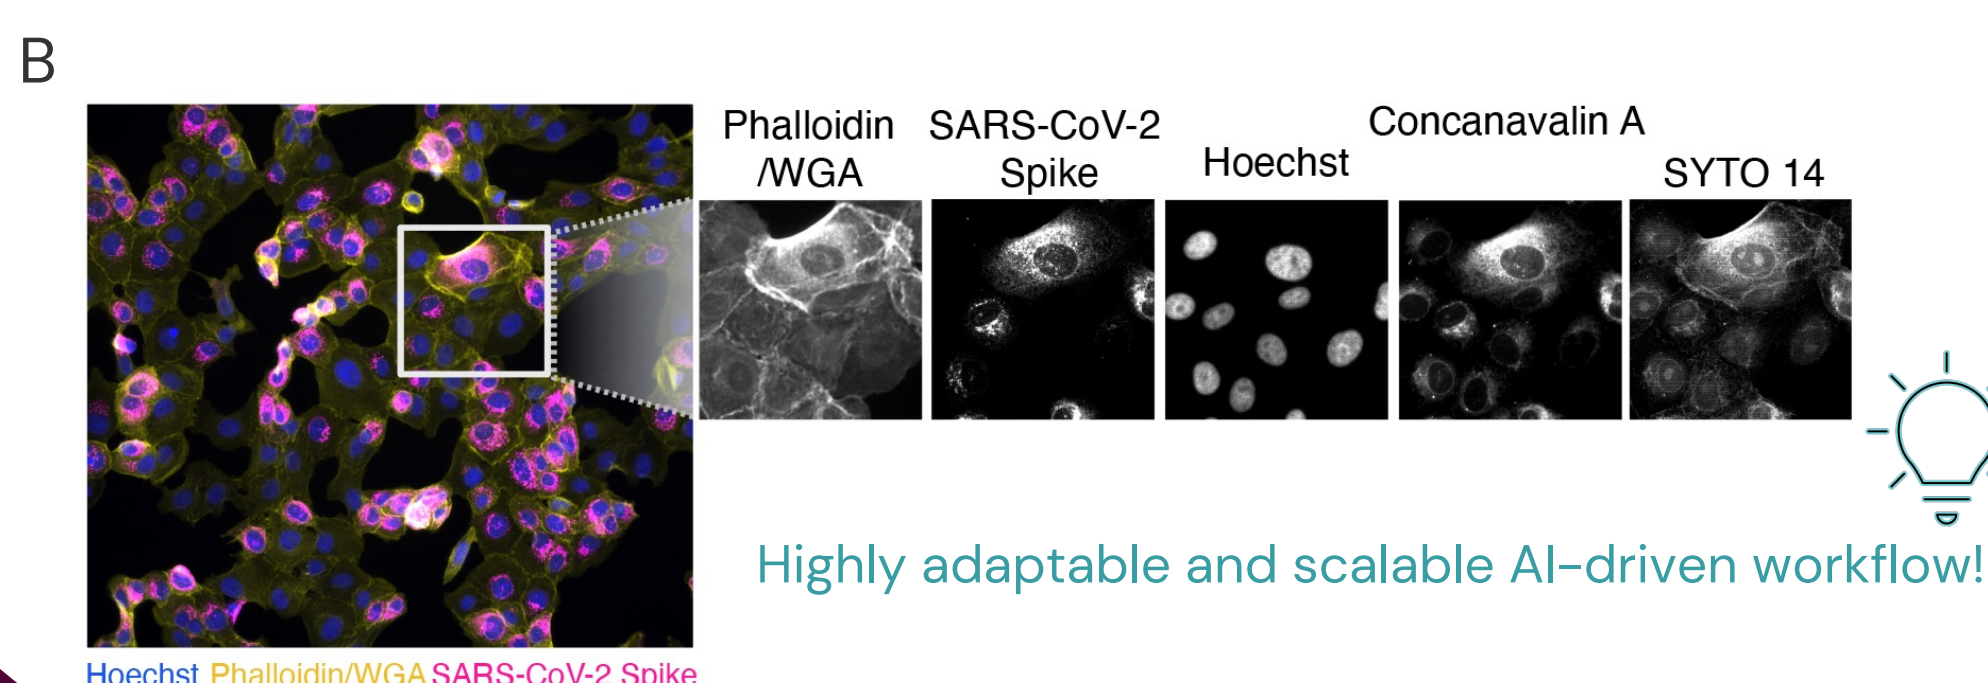 B
Phalloidin
/WGA
SARS-CoV-2
Spike
Hoechst
Concanavalin A
SYTO 14
Highly adaptable and scalable AI-driven workflow!
Hoechst Phalloidin/WGA SARS-CoV-2 Spike